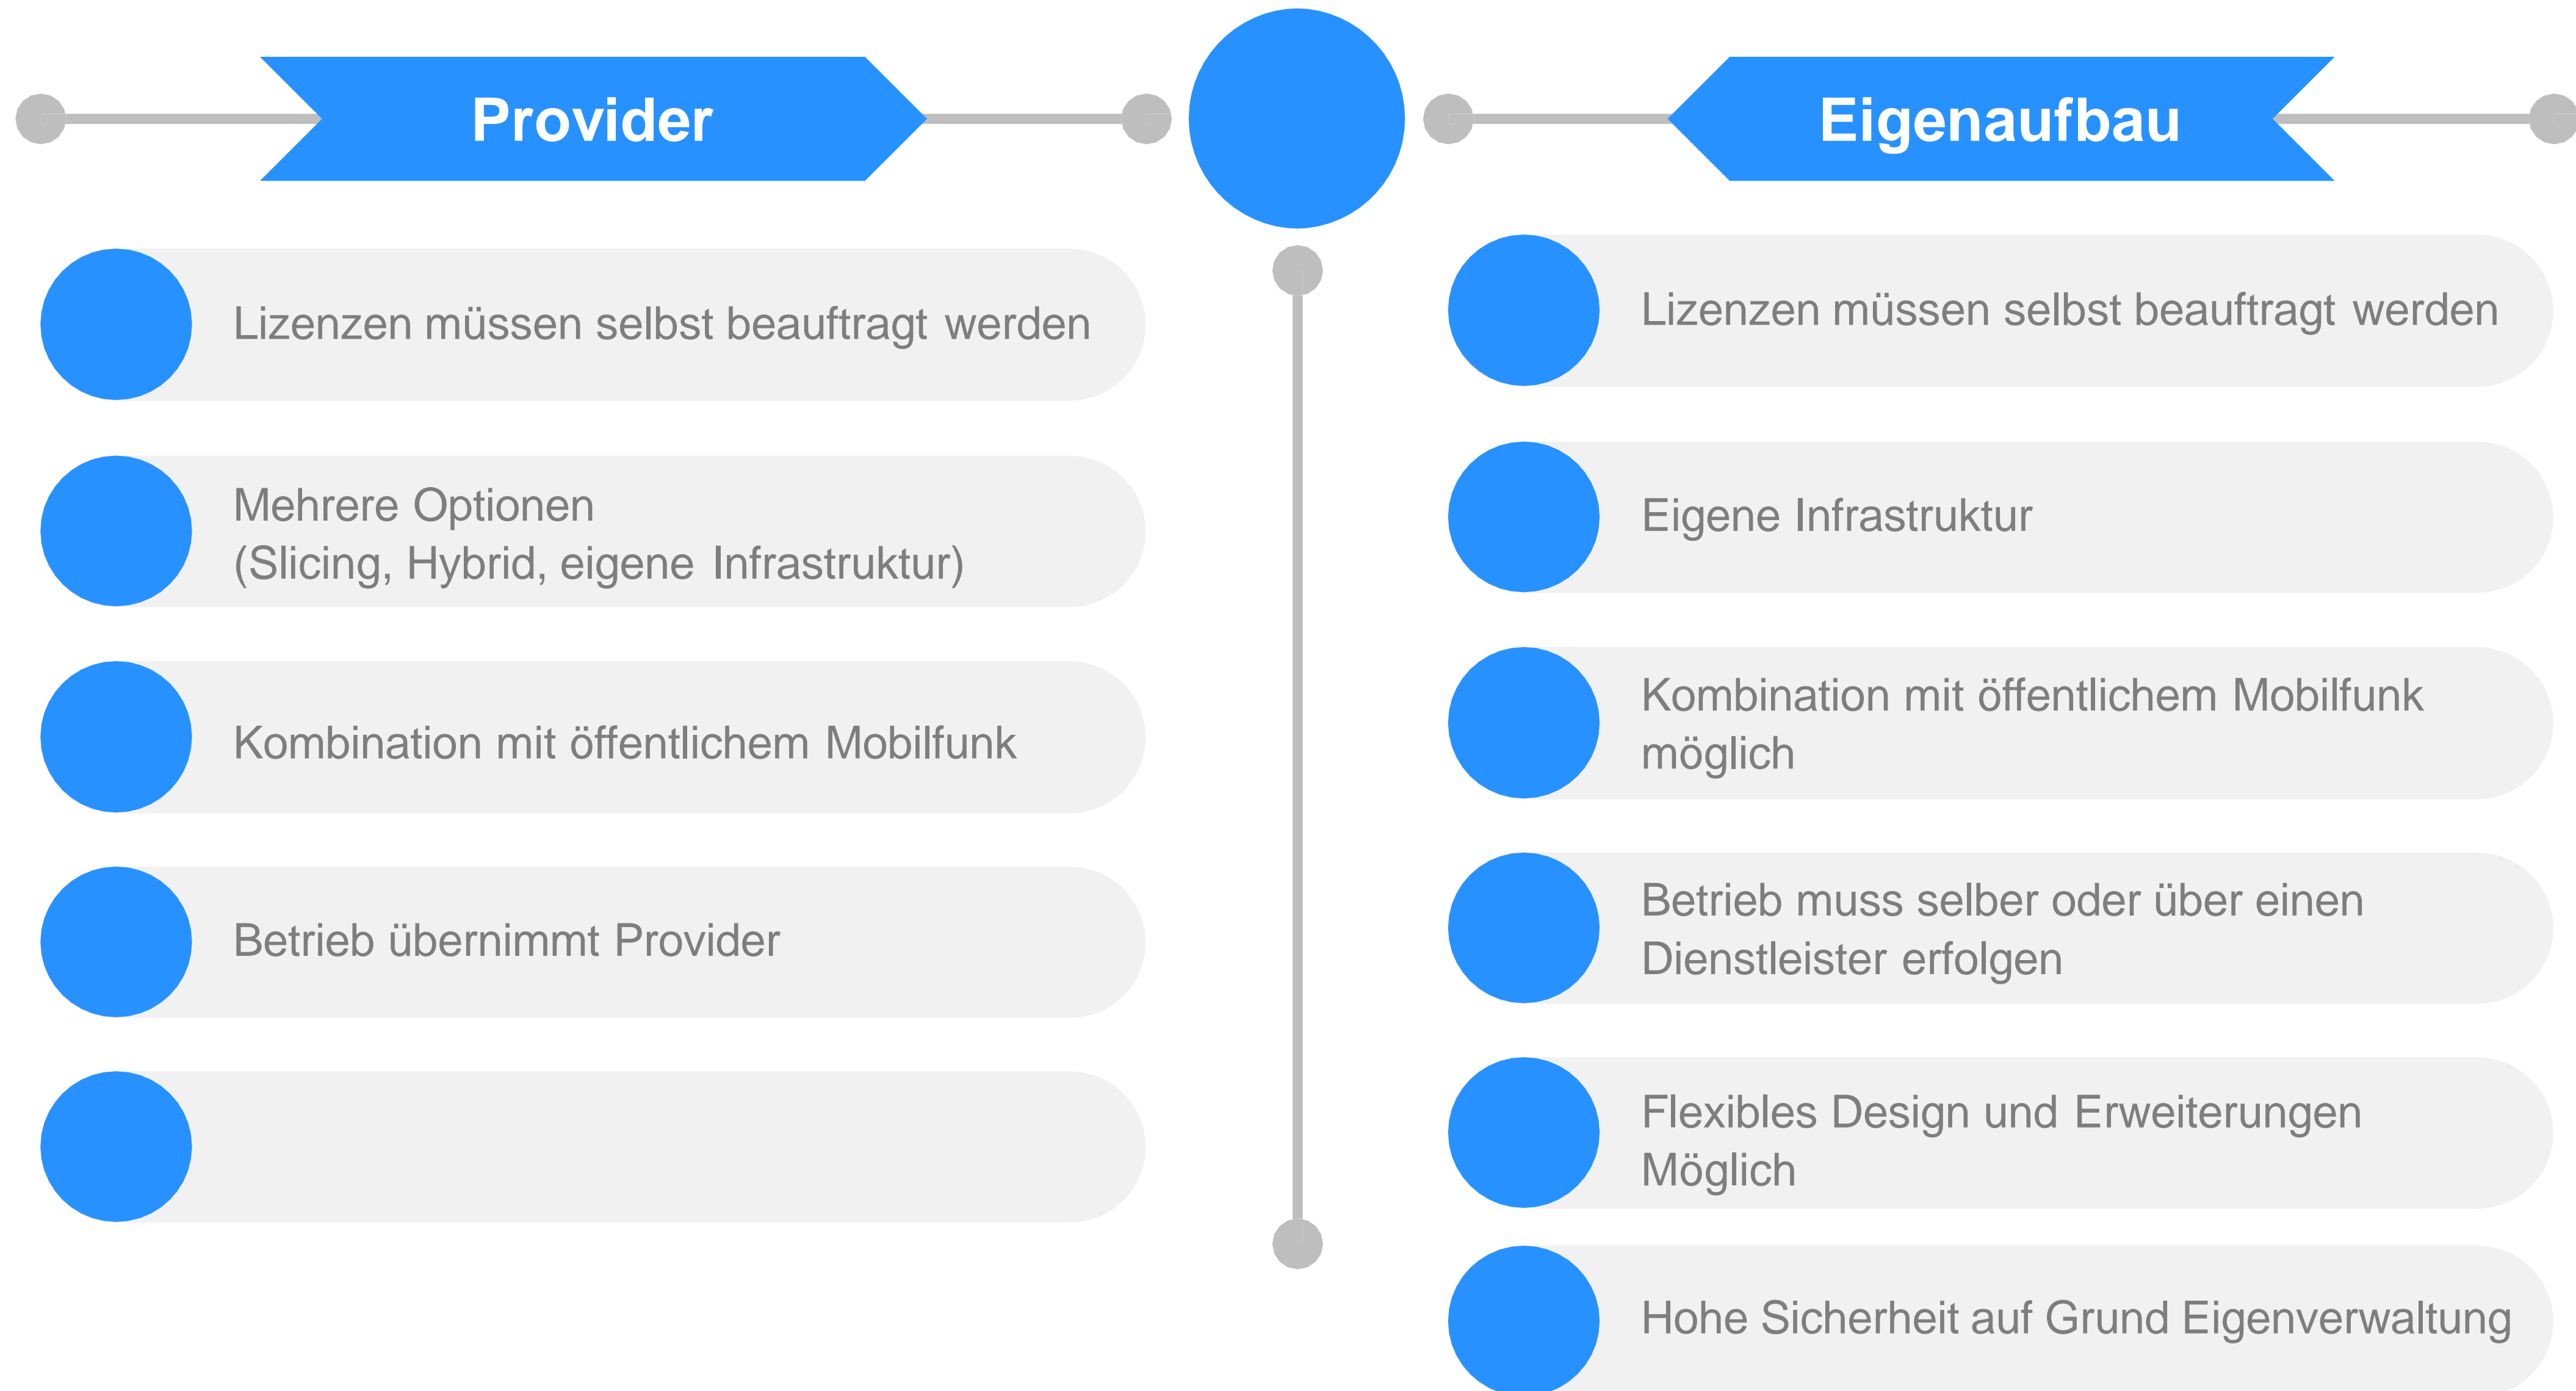 Provider
Lizenzen müssen selbst beauftragt werden
Mehrere Optionen
(Slicing, Hybrid, eigene Infrastruktur)
Kombination mit öffentlichem Mobilfunk
Betrieb übernimmt Provider
Eigenaufbau
Lizenzen müssen selbst beauftragt werden
Eigene Infrastruktur
Kombination mit öffentlichem Mobilfunk
möglich
Betrieb muss selber oder über einen
Dienstleister erfolgen
Flexibles Design und Erweiterungen
Möglich
Hohe Sicherheit auf Grund Eigenverwaltung